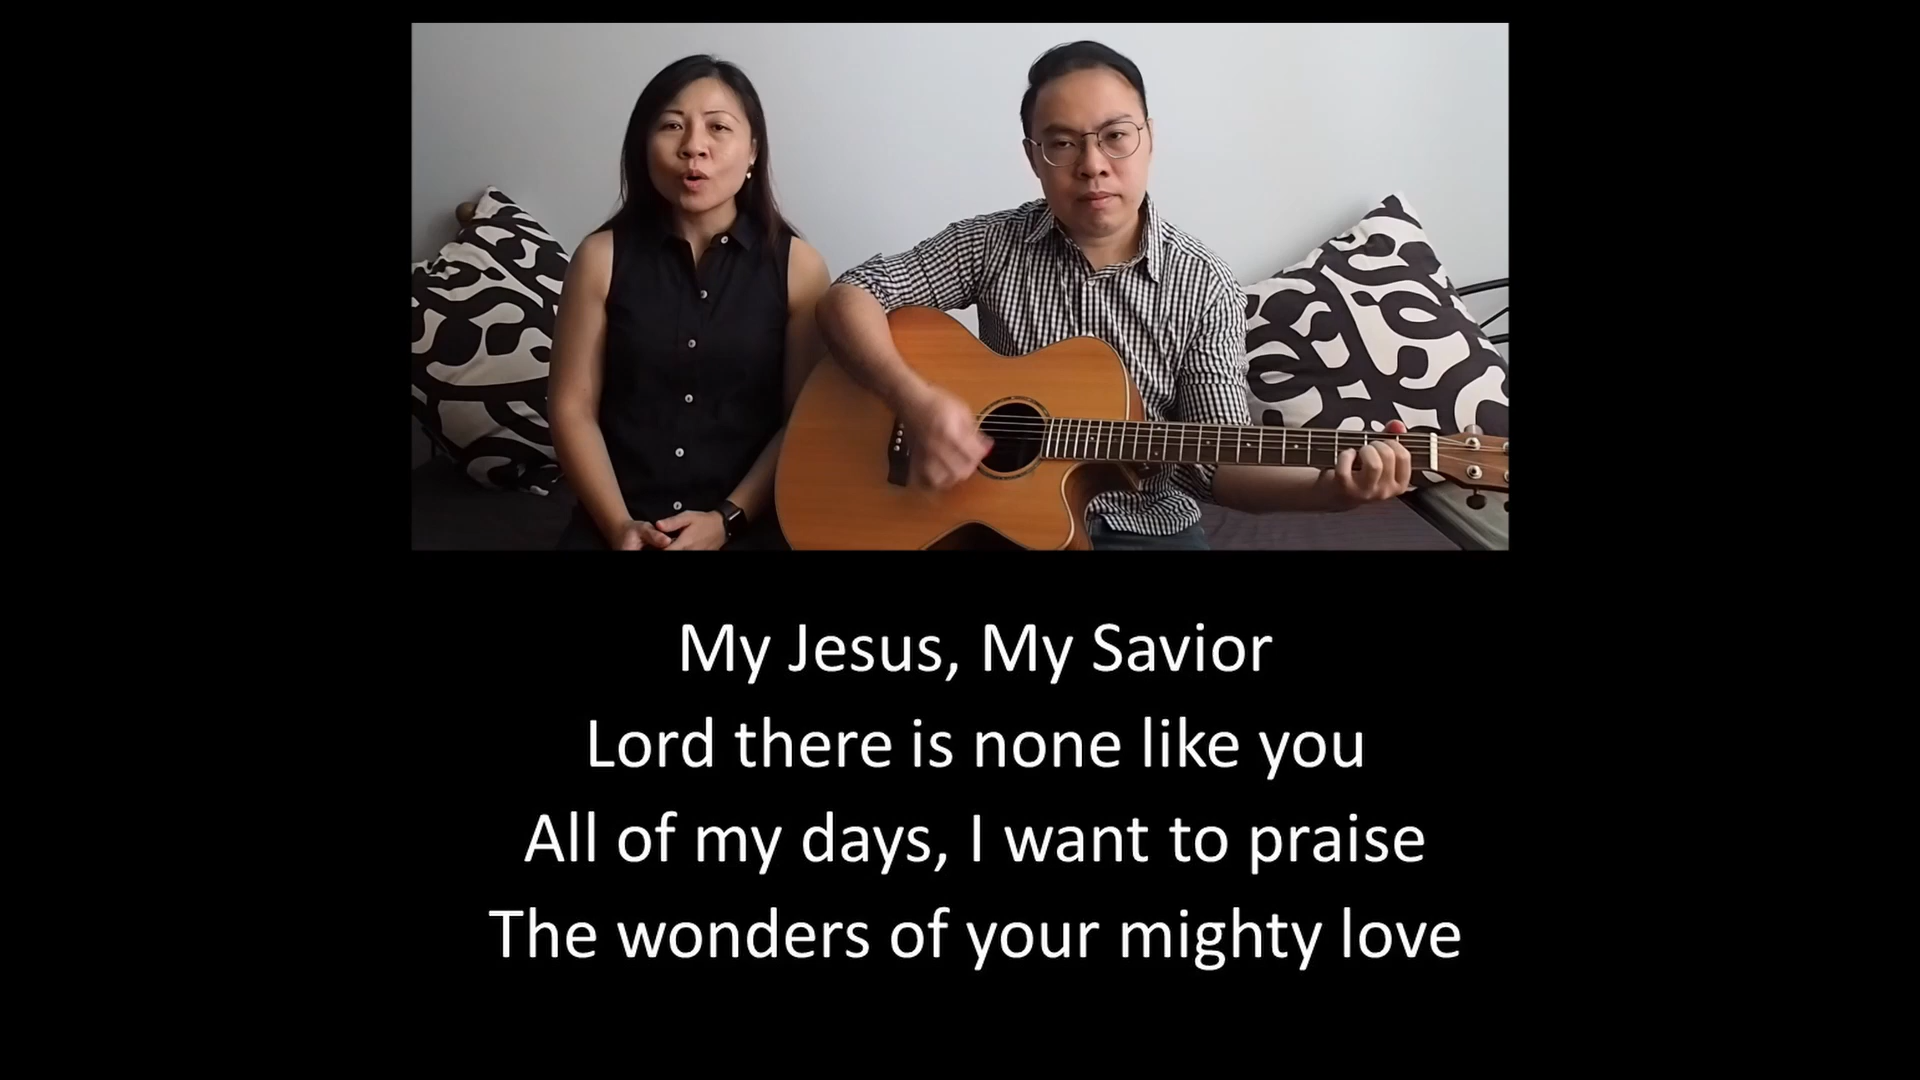 My Jesus, My Savior
Lord there is none like you
All of my days, I want to praise
The wonders of your mighty love